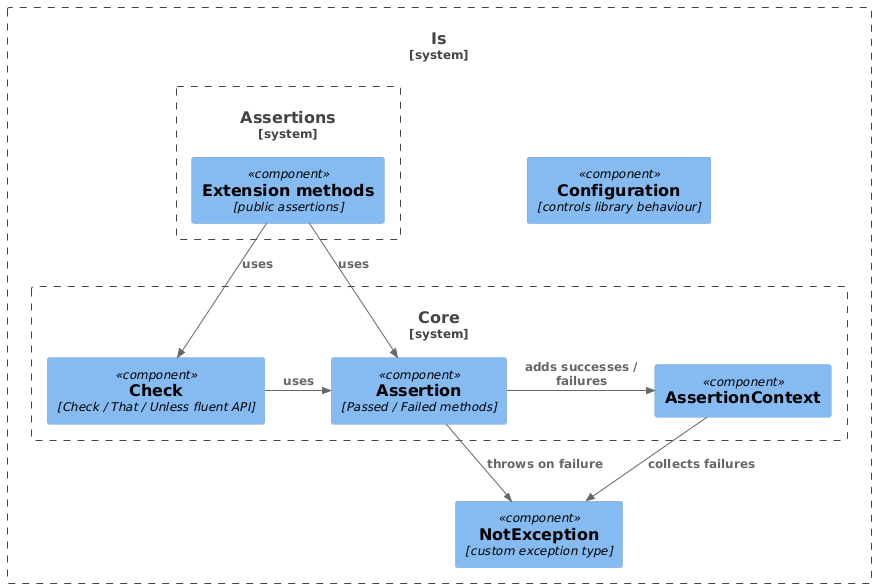 Is
[system]
Assertions
[system]
«component»
Extension methods
[public assertions]
«component»
Configuration
[controls library behaviour]
uses
uses
Core
[system]
«component»
Check
[Check / That / Unless fluent API]
uses
«component»
Assertion
[Passed / Failed methods]
adds successes /
failures
«component»
AssertionContext
throws on failure
collects failures
«component»
NotException
[custom exception type]